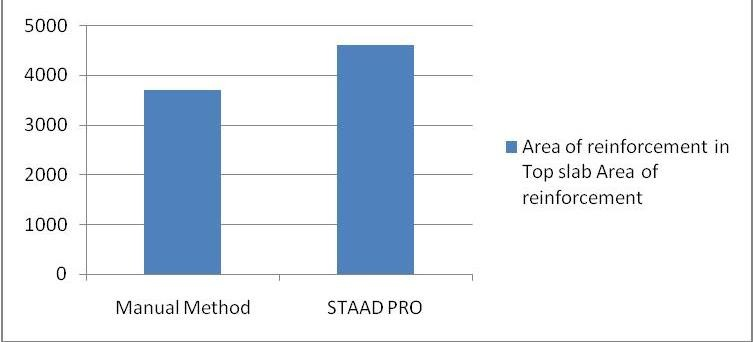 5000
4000
3000
2000
1000
0
Manual Method
STAAD PRO
Area of reinforcement in
Top slab Area of
reinforcement